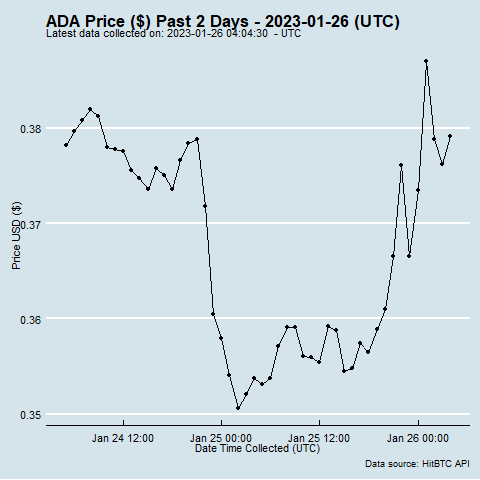 ADA Price ($) Past 2 Days - 2023-01-26 (UTC)
Latest data collected on: 2023-01-26 04:04:30 - UTC
Price USD ($)
0.38
0.37
0.36
0.35
Jan 24 12:00 Jan 25 00:00 Jan 25 12:00 Jan 26 00:00
Date Time Collected (UTC)
Data source: HitBTC API